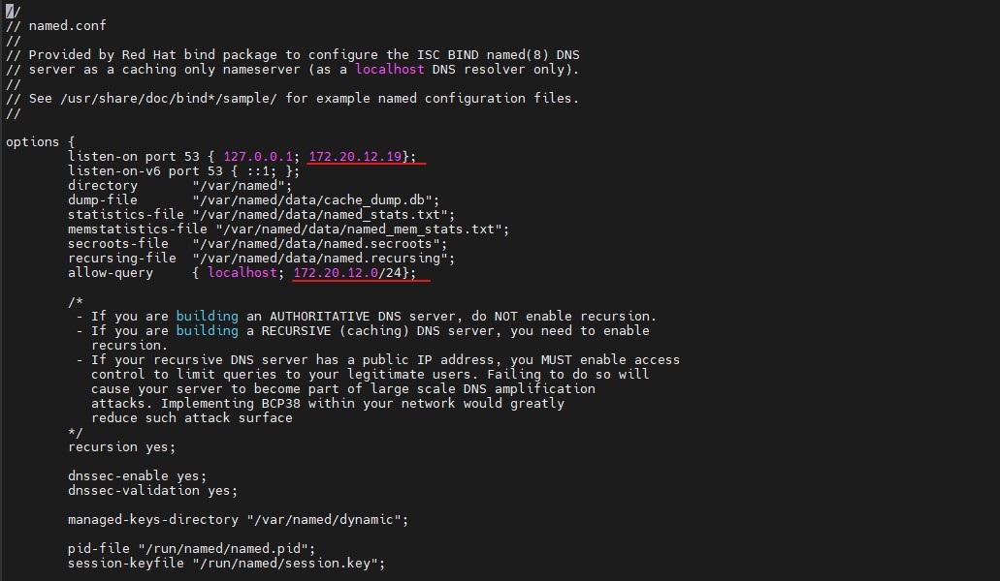 //
// named.conf
//
// Provided by Red Hat bind package to configure the ISC BIND named(8) DNS
// server as a caching only nameserver (as a localhost DNS resolver only).
//
// See /usr/share/doc/bind*/sample/ for example named configuration files.
//

options {
        listen-on port 53 { 127.0.0.1; 172.20.12.19};
        listen-on-v6 port 53 { ::1; };
        directory       "/var/named";
        dump-file       "/var/named/data/cache_dump.db";
        statistics-file "/var/named/data/named_stats.txt";
        memstatistics-file "/var/named/data/named_mem_stats.txt";
        secroots-file   "/var/named/data/named.secroots";
        recursing-file  "/var/named/data/named.recursing";
        allow-query     { localhost; 172.20.12.0/24};

        /*
         - If you are building an AUTHORITATIVE DNS server, do NOT enable recursion.
         - If you are building a RECURSIVE (caching) DNS server, you need to enable
           recursion.
         - If your recursive DNS server has a public IP address, you MUST enable access
           control to limit queries to your legitimate users. Failing to do so will
           cause your server to become part of large scale DNS amplification
           attacks. Implementing BCP38 within your network would greatly
           reduce such attack surface
        */
        recursion yes;

        dnssec-enable yes;
        dnssec-validation yes;

        managed-keys-directory "/var/named/dynamic";

        pid-file "/run/named/named.pid";
        session-keyfile "/run/named/session.key";